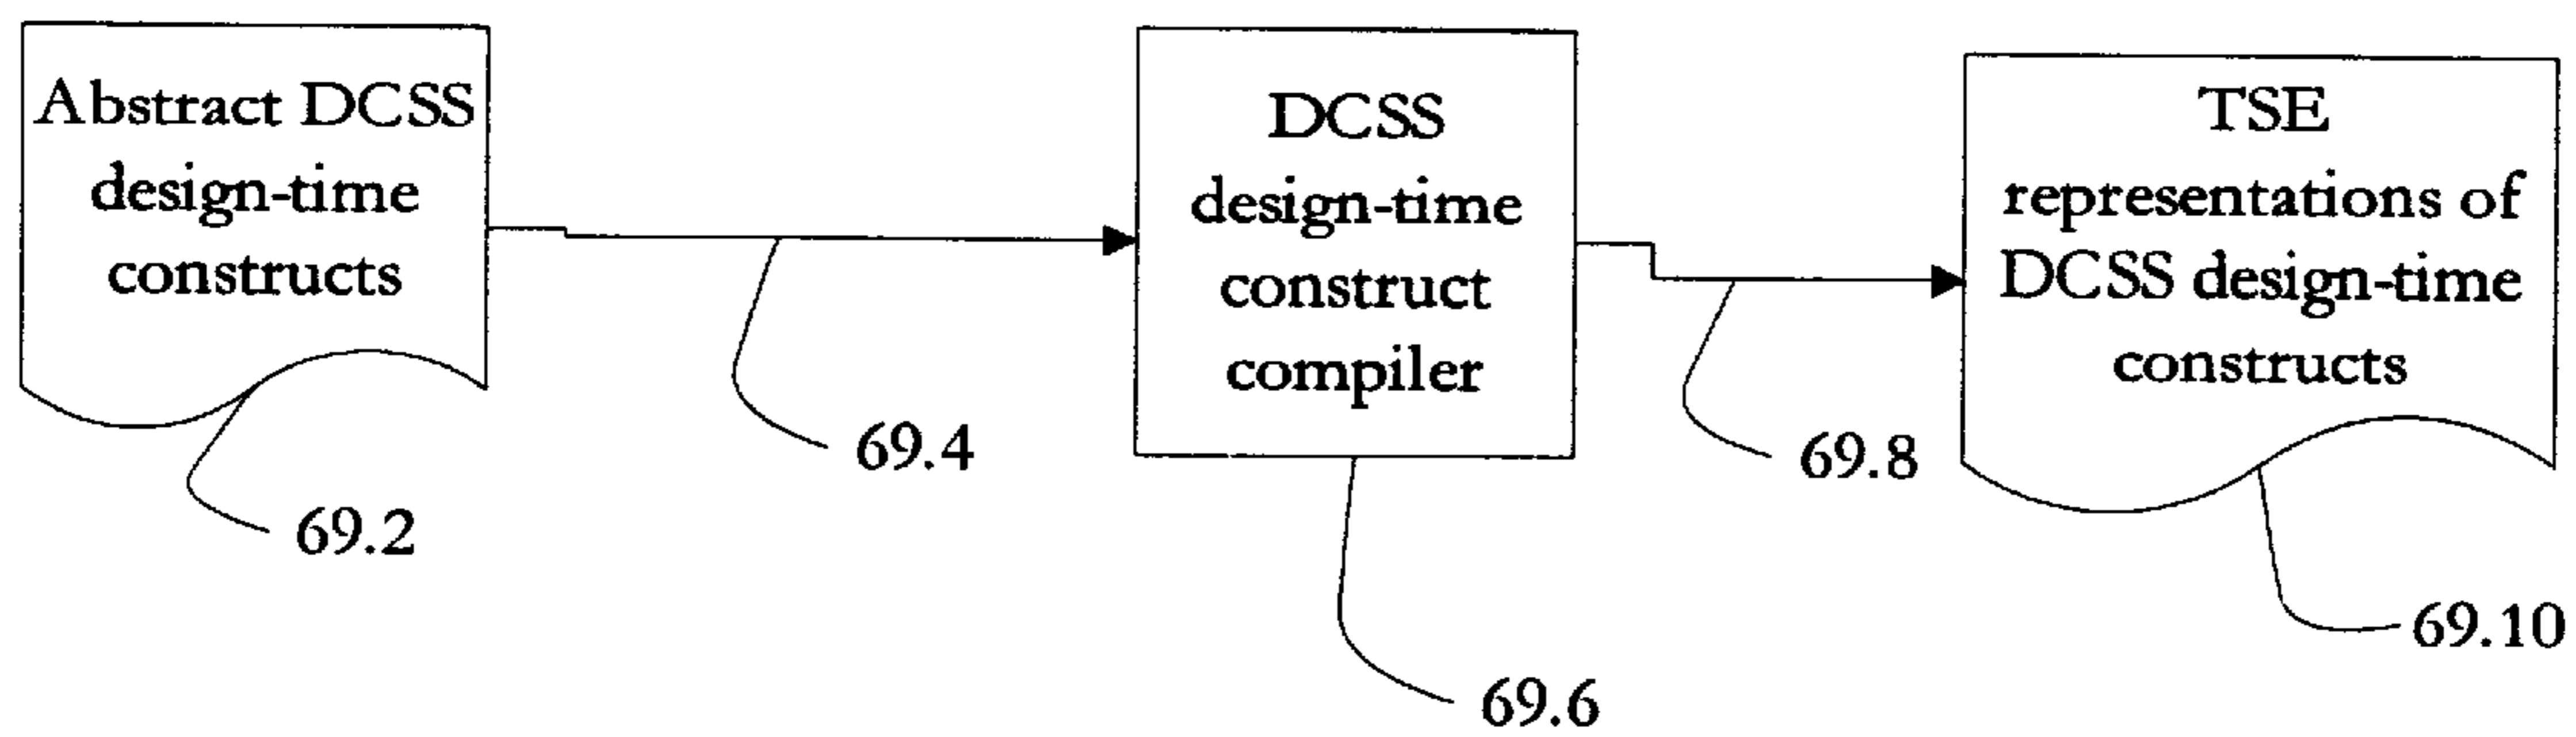 Abstract DCSS
design-time
constructs
69.2
69.4
DCSS
design-time
construct
compiler
69.6
69.8
TSE
representations of
DCSS design-time
constructs
69.10